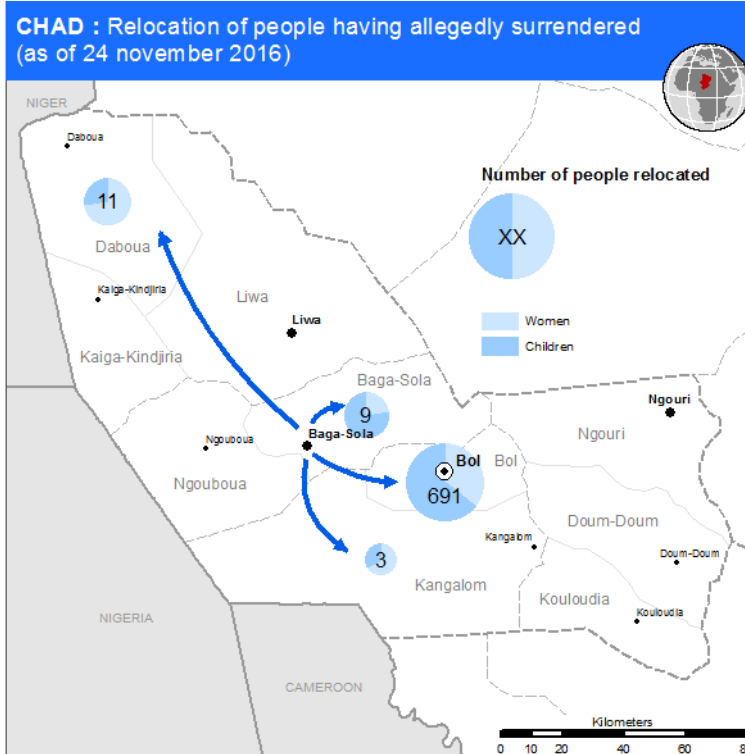 CHAD : Relocation of people having allegedly surrendered
(as of 24 november 2016)
NIGER
Daboua
Number of people relocated
11
XX
Daboua
Kaiga-Kindjiria
Liwa
Liwa
Women
Children
Kaiga-Kindjiria
Baga-Sola
9
Ngouri
Baga-Sola
Ngouri
Ngouboua
Bol
Bol
Ngouboua
691
Doum-Doum
Kangalom
3
Doum-Doum
Kangalom
Kouloudia
Kouloudia
NIGERIA
CAMEROON
Kilometers
0 10 20 40 60